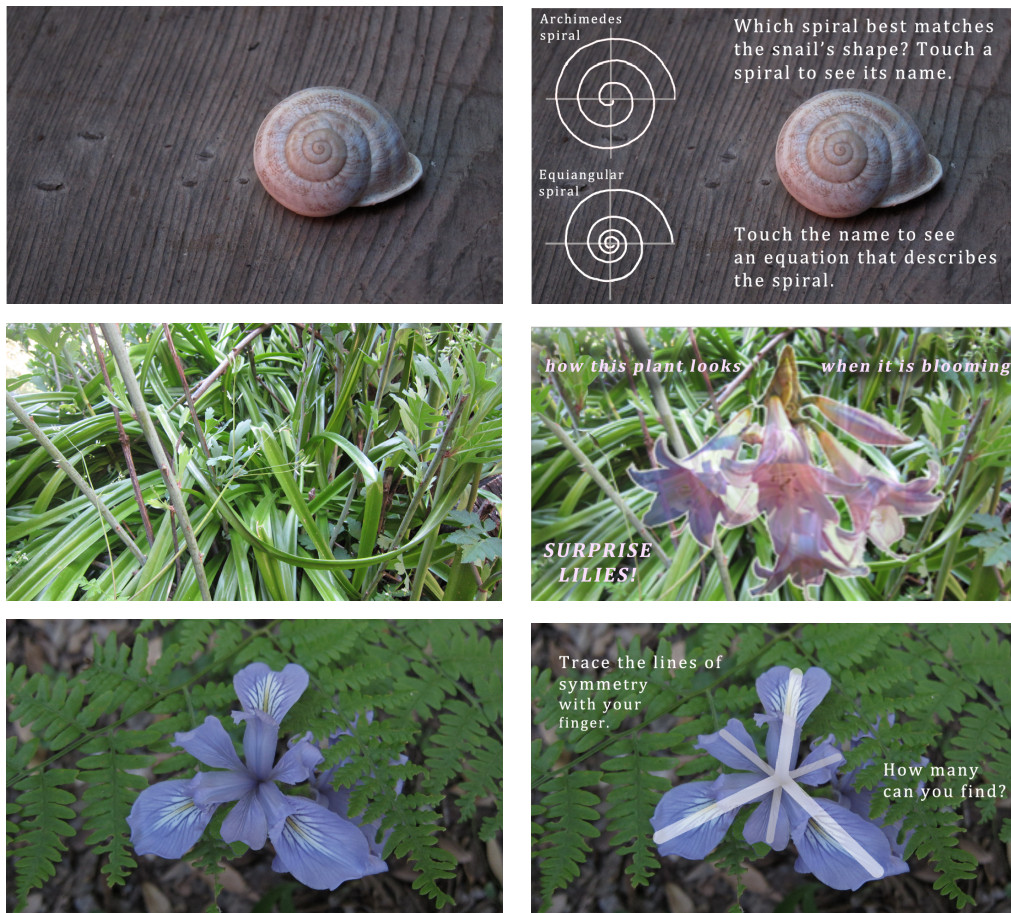 Archimedes
spiral
Which spiral best matches
the snail’s shape? Touch a
spiral to see its name.
Equiangular
spiral
Touch the name to see
an equation that describes
the spiral.
how this plant looks
when it is blooming
SURPRISE
LILIES!
Trace the lines of
symmetry
with your
finger.
How many
can you find?